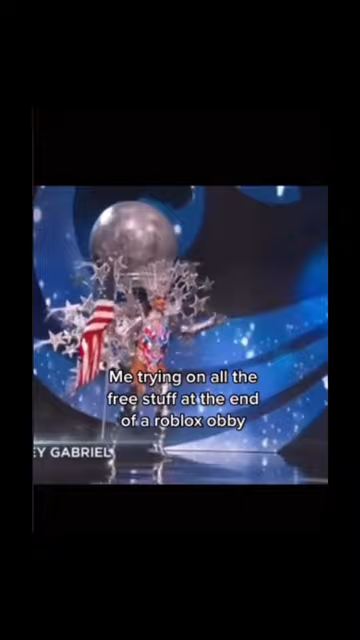 Me trying on all the
free stuff at the end
of a roblox obby
EY GABRIEL